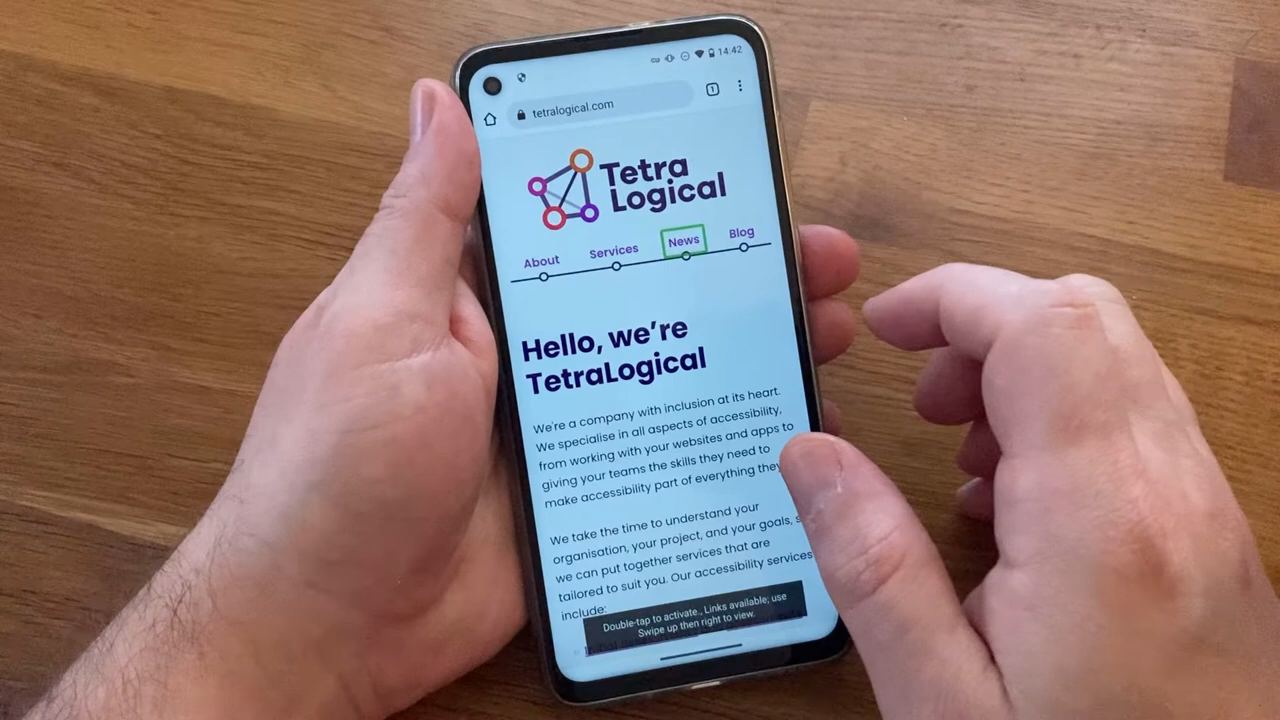 14:42
tetralogical.com
1
Tetra
Logical
About Services News Blog
Hello, we're
TetraLogical
We're a company with inclusion at its heart.
We specialise in all aspects of accessibility,
from working with your websites and apps to
giving your teams the skills they need to
make accessibility part of everything they
We take the time to understand your
organisation, your project, and your goals, s
we can put together services that are
tailored to suit you. Our accessibility services
include:
Double-tap to activate., Links available; use
Swipe up then right to view.